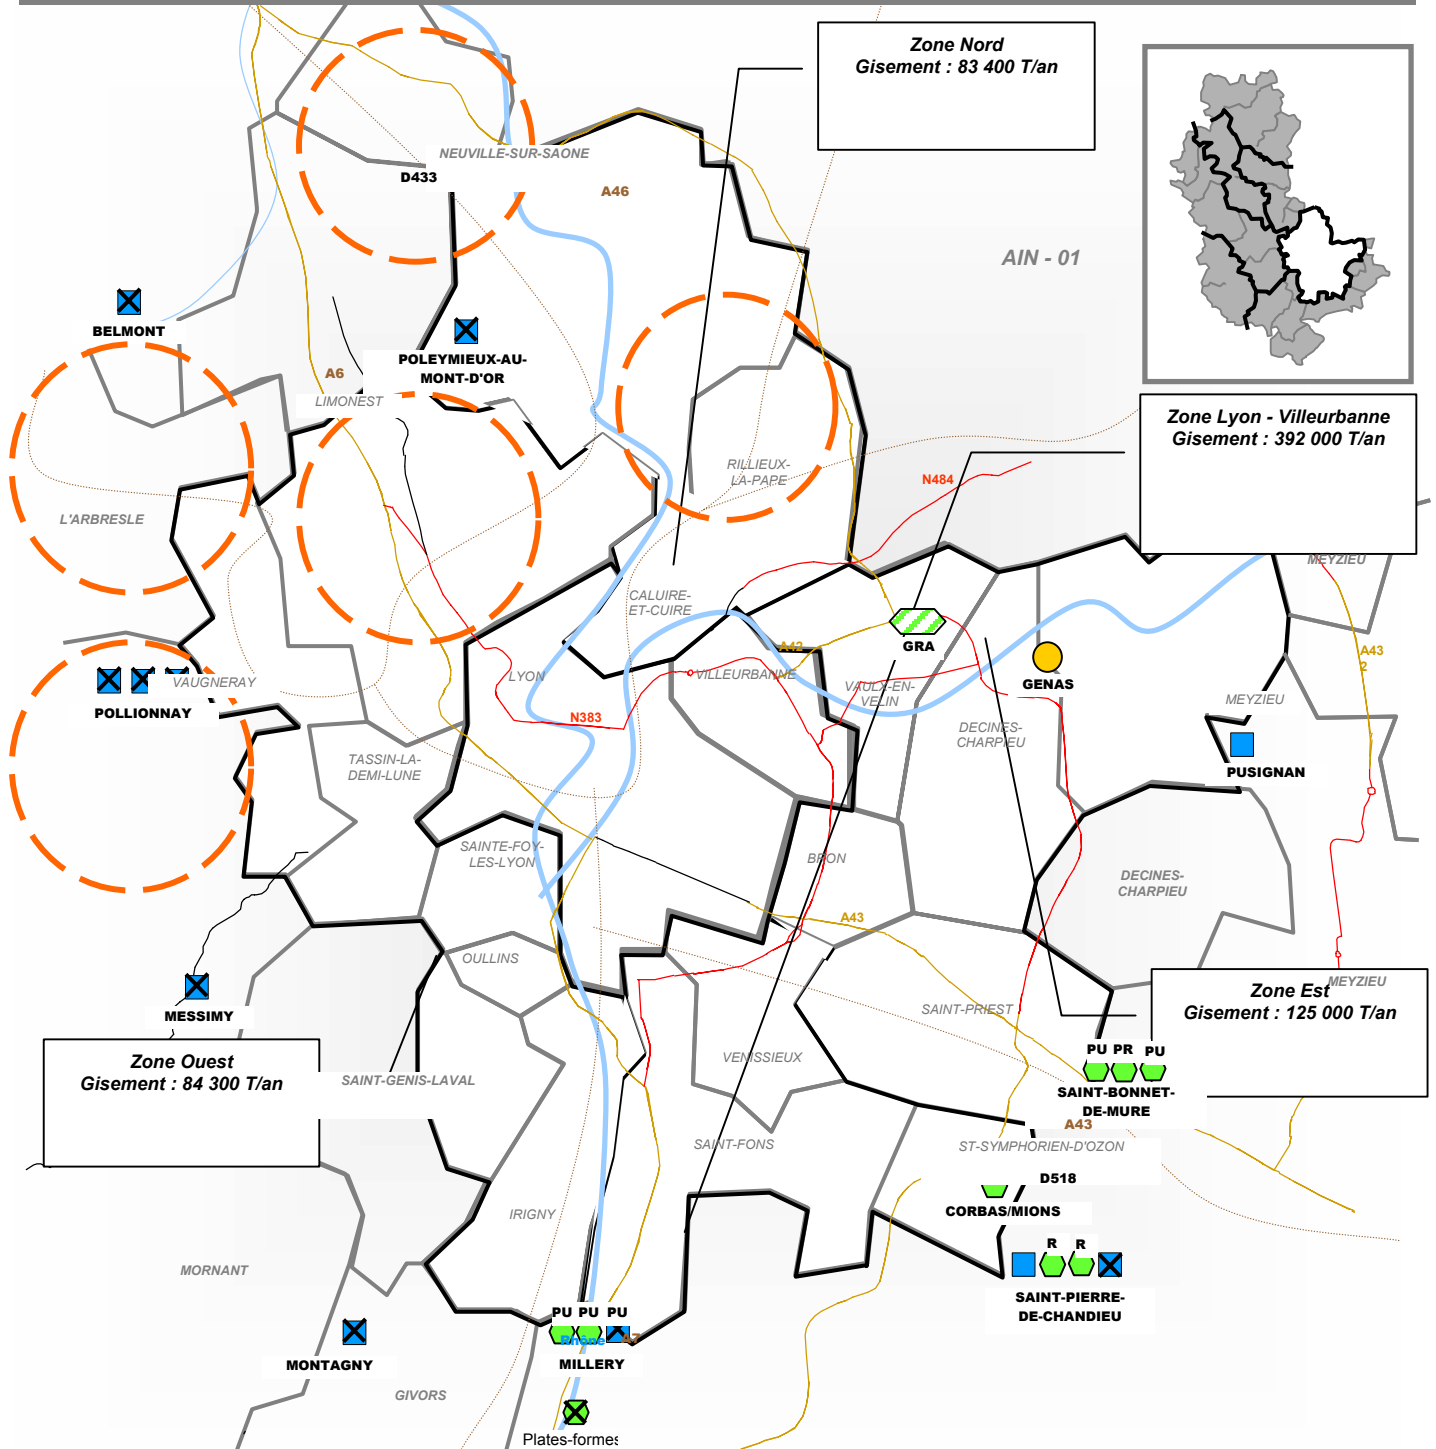 Zone Nord
Gisement : 83 400 T/an
NEUVILLE-SUR-SAONE
D433
A46
AIN - 01
BELMONT
POLEYMIEUX-AU-
MONT-D'OR
A6
LIMONEST
Zone Lyon - Villeurbanne
Gisement : 392 000 T/an
RILLIEUX-
LA-PAPE
N484
L'ARBRESLE
MEYZIEU
CALUIRE-
ET-CUIRE
GRA
A42
A43
2
VAUGNERAY
POLLIONNAY
LYON
VILLEURBANNE
VAULX-EN-
VELIN
GENAS
MEYZIEU
N383
DECINES-
CHARPIEU
TASSIN-LA-
DEMI-LUNE
PUSIGNAN
SAINTE-FOY-
LES-LYON
BRON
DECINES-
CHARPIEU
A43
OULLINS
MESSIMY
SAINT-PRIEST
MEYZIEU
Zone Est
Gisement : 125 000 T/an
Zone Ouest
Gisement : 84 300 T/an
SAINT-GENIS-LAVAL
VENISSIEUX
PU PR PU
SAINT-BONNET-
DE-MURE
A43
SAINT-FONS
ST-SYMPHORIEN-D'OZON
D518
CORBAS/MIONS
IRIGNY
MORNANT
R R
SAINT-PIERRE-
DE-CHANDIEU
PU PU PU
Rhône
A7
MILLERY
MONTAGNY
GIVORS
Plates-formes